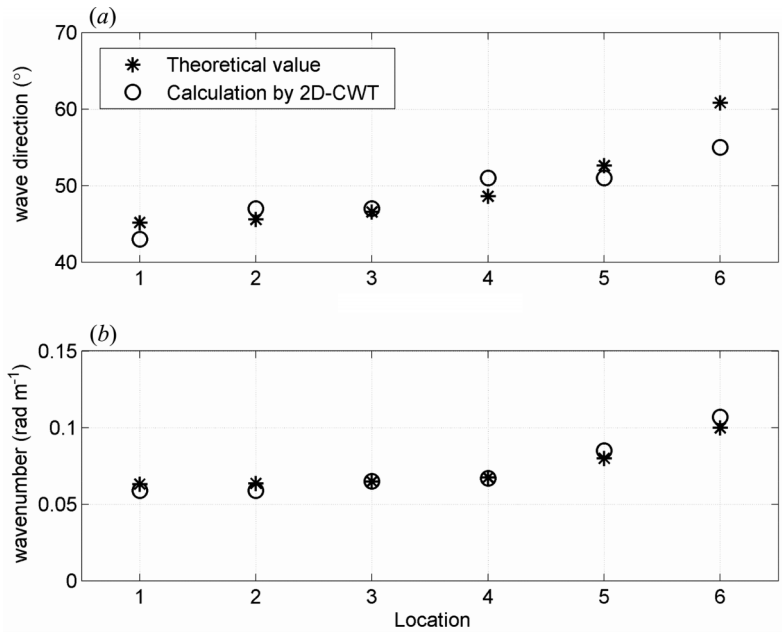 (a)
70
60
50
40
wave direction (°)
Theoretical value
Calculation by 2D-CWT
1 2 3 4 5 6
(b)
0.15
0.1
0.05
0
wavenumber (rad m-1)
1 2 3 4 5 6
Location